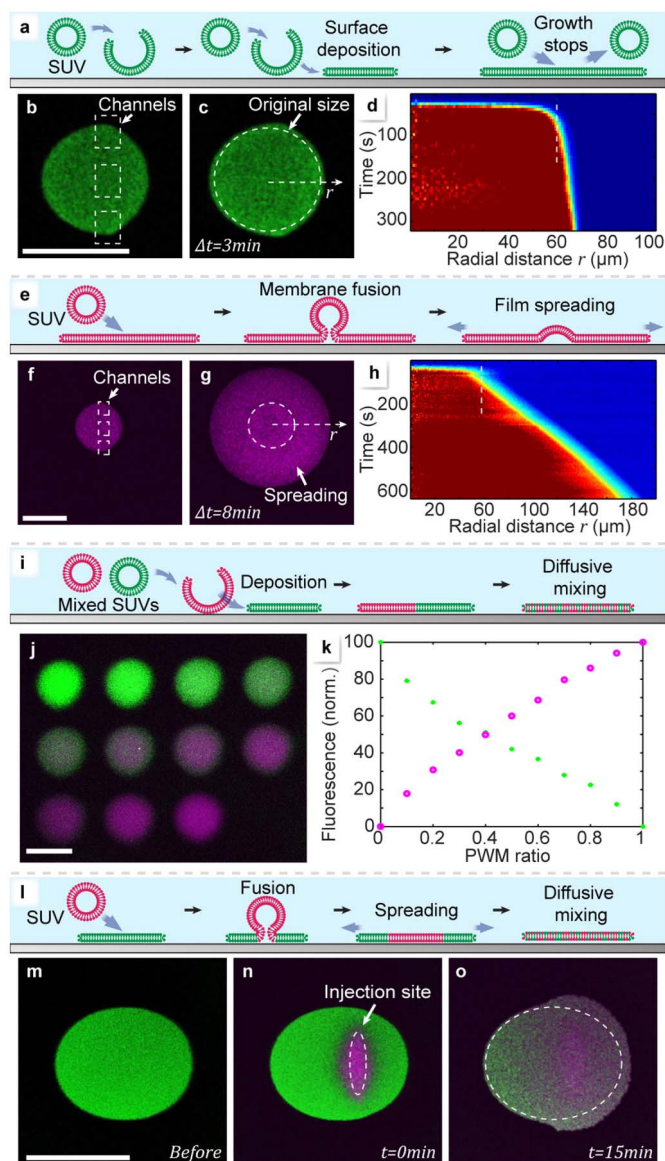 a
SUV
Surface
deposition
Growth
stops
b
Channels
c
Original size
r
Δt=3min
d
Time (s)
100
200
300
20 40 60 80 100
Radial distance r (μm)
e
SUV
Membrane fusion
Film spreading
f
Channels
g
r
Spreading
Δt=8min
h
Time (s)
200
400
600
20 60 100 140 180
Radial distance r (μm)
i
Mixed SUVs
Deposition
Diffusive
mixing
j
k
Fluorescence (norm.)
100
80
60
40
20
0
0 0.2 0.4 0.6 0.8 1
PWM ratio
l
SUV
Fusion
Spreading
Diffusive
mixing
m
Before
n
Injection site
t=0min
o
t=15min